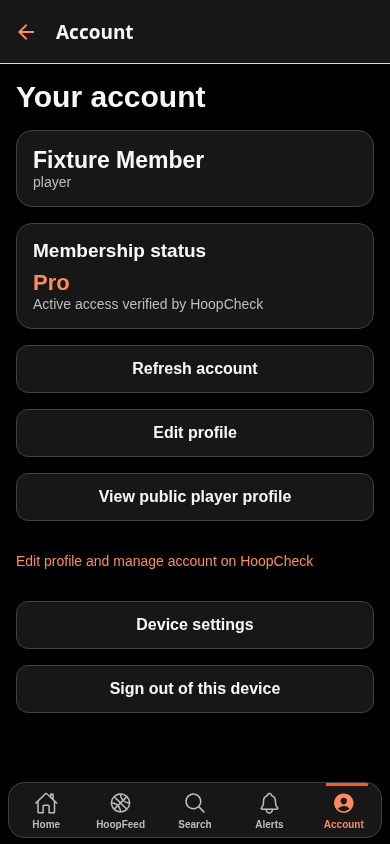 Account
Your account
Fixture Member
player
Membership status
Pro
Active access verified by HoopCheck
Refresh account
Edit profile
View public player profile
Edit profile and manage account on HoopCheck
Device settings
Sign out of this device
Home HoopFeed Search Alerts Account